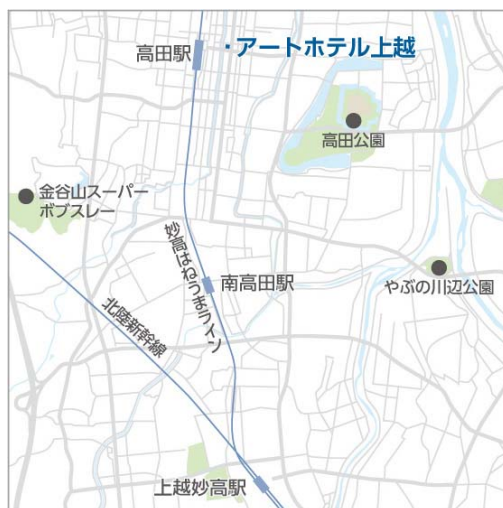 高田駅
・アートホテル上越
高田公園
金谷山スーパー
ボブスレー
妙高はねうまライン
南高田駅
やぶの川辺公園
北陸新幹線
上越妙高駅